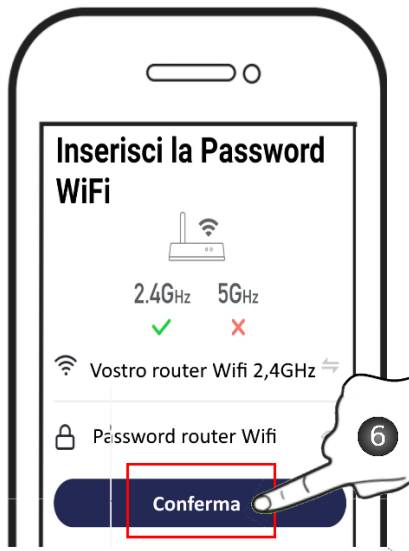 Inserisci la Password
WiFi
2.4GHz 5GHz
Vostro router Wifi 2,4GHz
Password router Wifi
6
Conferma